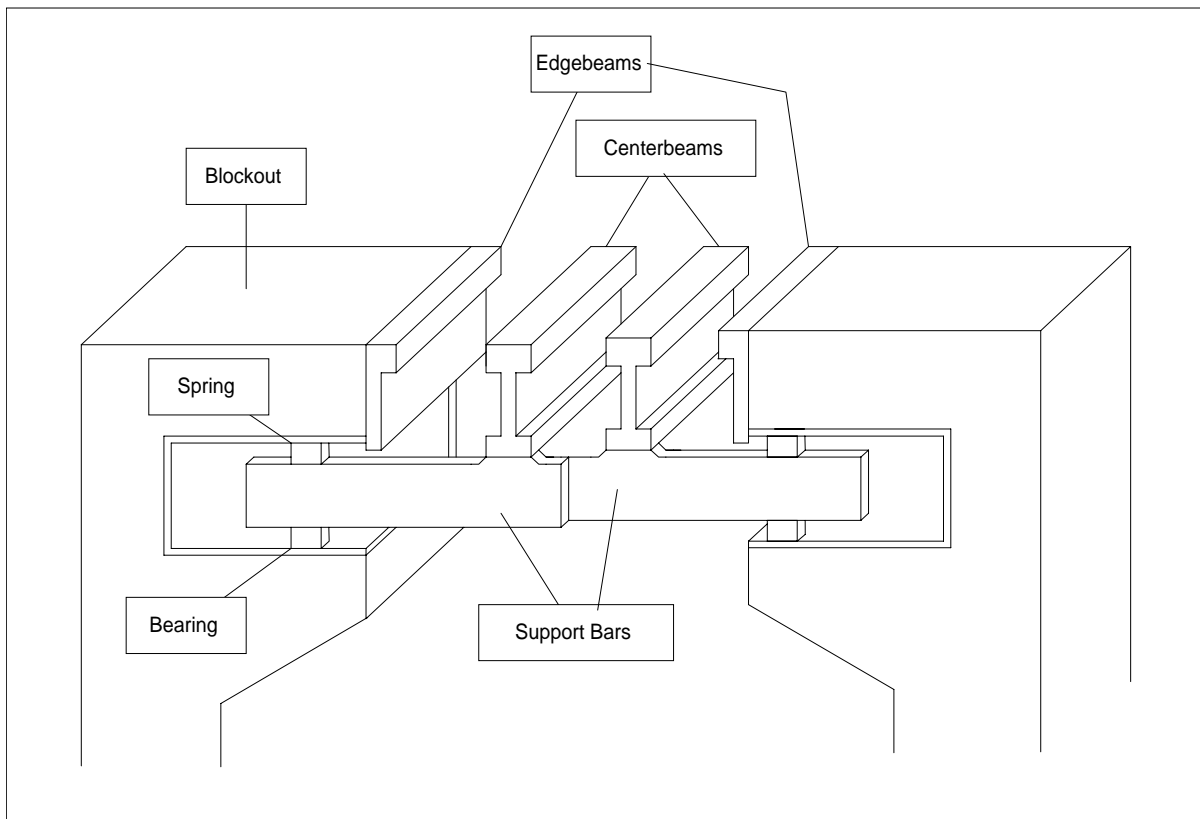 Edgebeams
Centerbeams
Blockout
Spring
Bearing
Support Bars